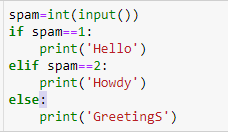 spam=int(input())
if spam==1:
    print('Hello')
elif spam==2:
    print('Howdy')
else:
    print('GreetingS')